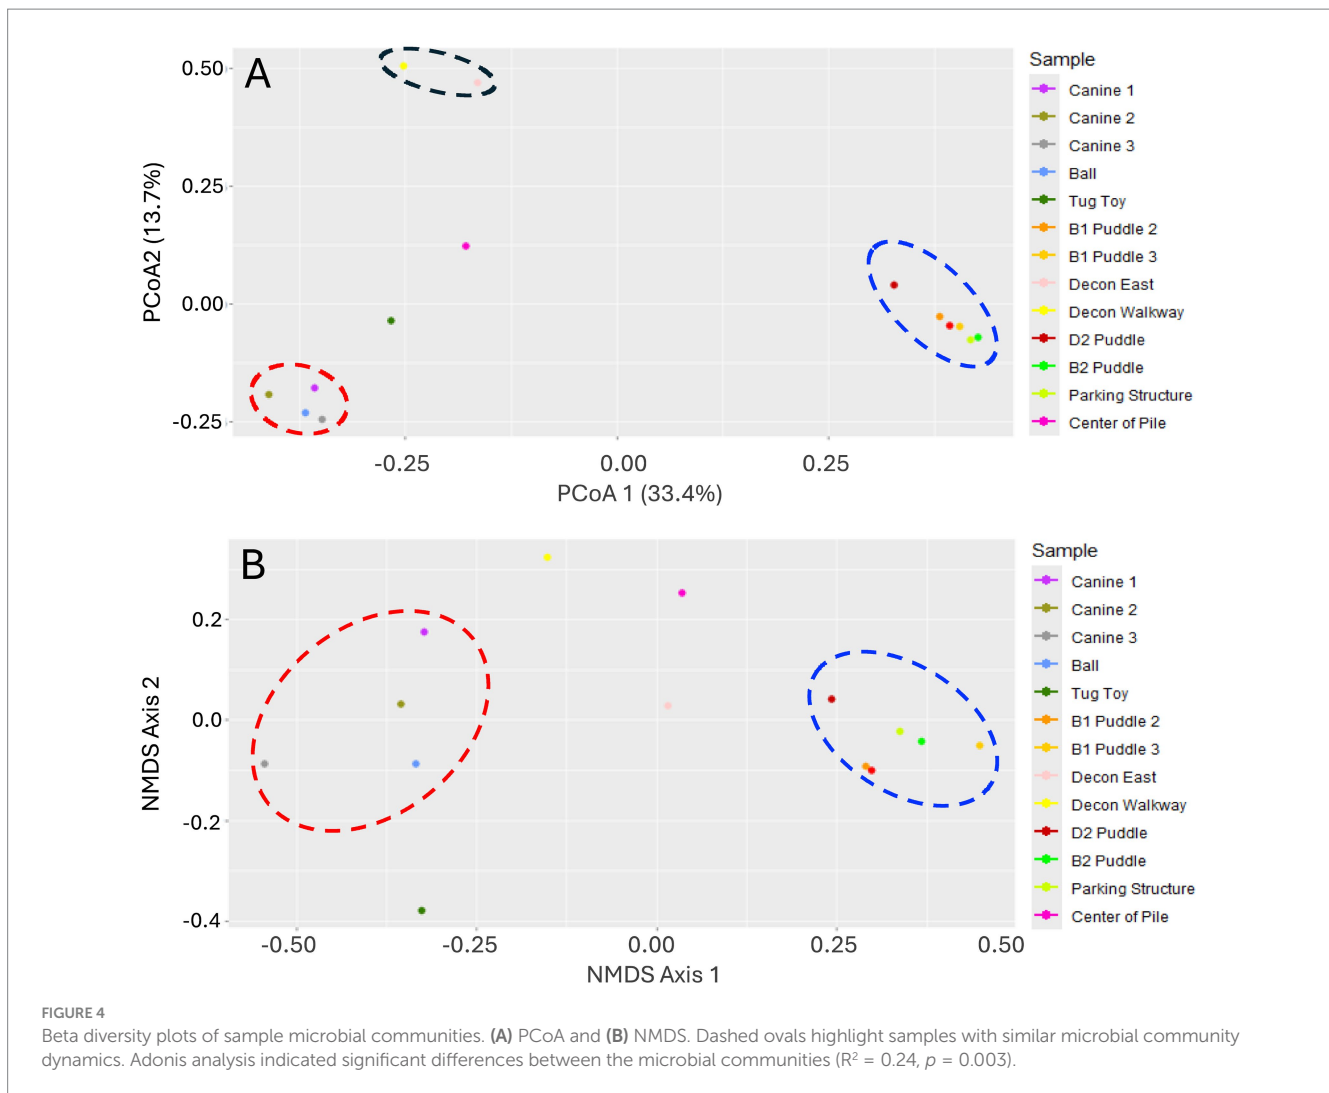 A
0.50
0.25
0.00
-0.25
PCoA2 (13.7%)
-0.25
0.00
0.25
PCoA 1 (33.4%)
Sample
Canine 1
Canine 2
Canine 3
Ball
Tug Toy
B1 Puddle 2
B1 Puddle 3
Decon East
Decon Walkway
D2 Puddle
B2 Puddle
Parking Structure
Center of Pile
B
0.2
0.0
-0.2
-0.4
NMDS Axis 2
-0.50
-0.25
0.00
0.25
0.50
NMDS Axis 1
Sample
Canine 1
Canine 2
Canine 3
Ball
Tug Toy
B1 Puddle 2
B1 Puddle 3
Decon East
Decon Walkway
D2 Puddle
B2 Puddle
Parking Structure
Center of Pile
FIGURE 4
Beta diversity plots of sample microbial communities. (A) PCoA and (B) NMDS. Dashed ovals highlight samples with similar microbial community
dynamics. Adonis analysis indicated significant differences between the microbial communities (R² = 0.24, p = 0.003).